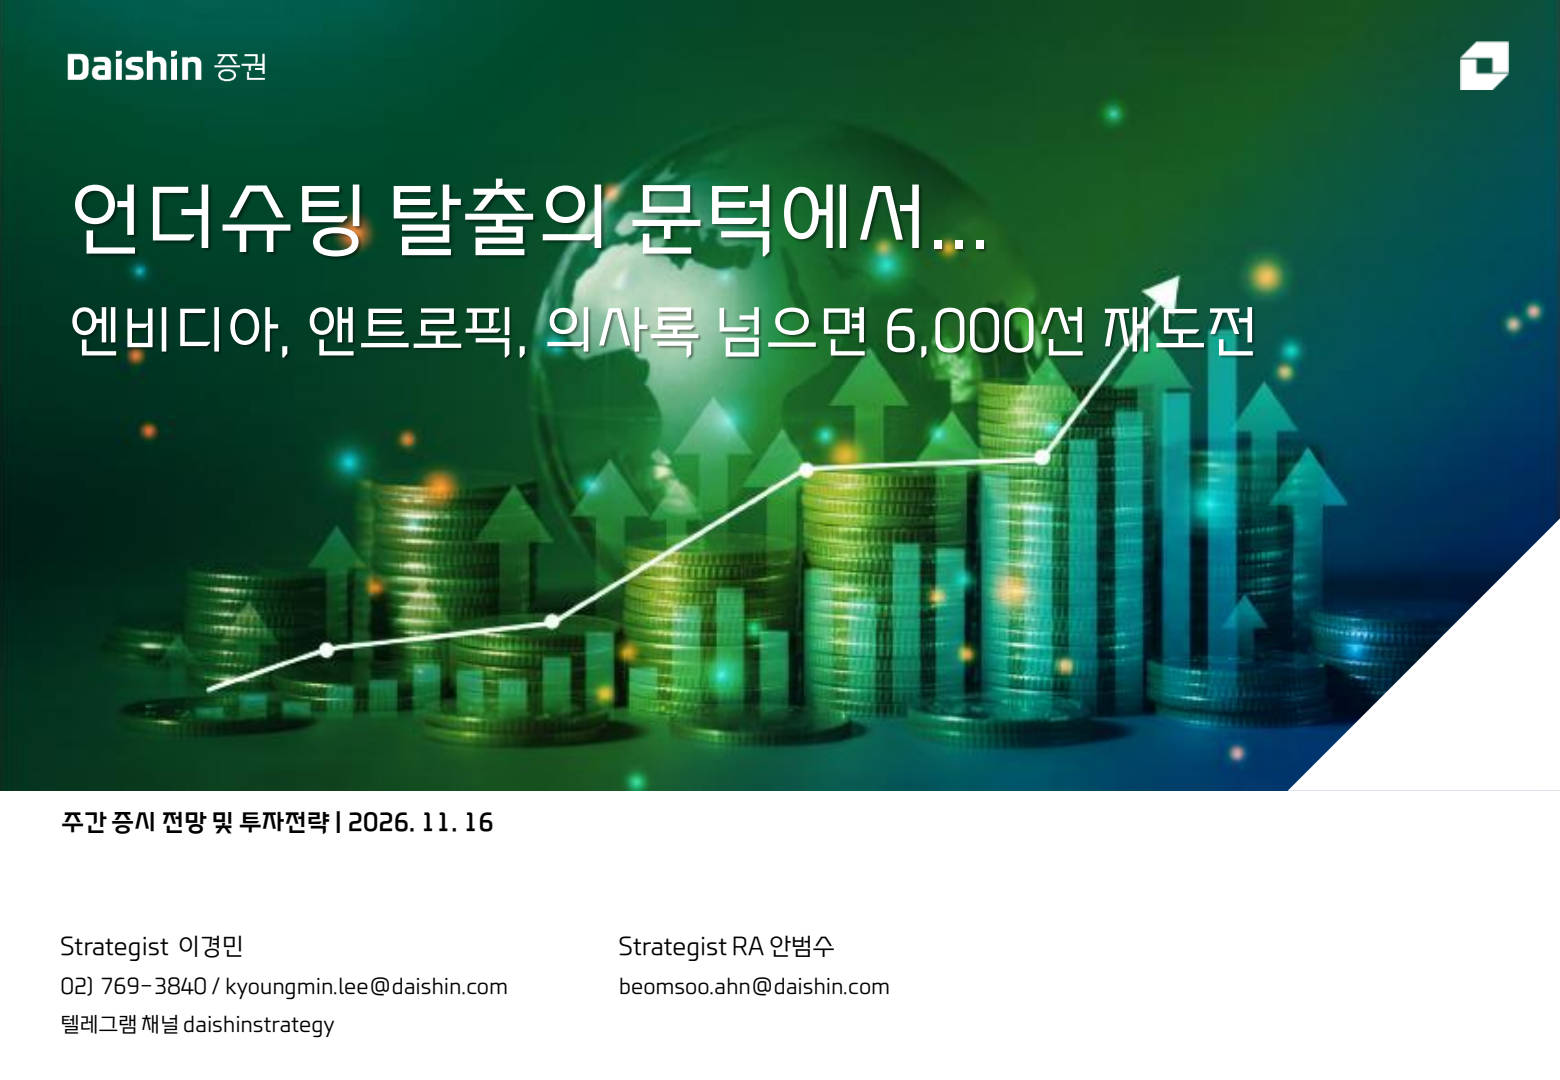 Daishin 증권
언더슈팅 탈출의 문턱에서...
엔비디아, 앤트로픽, 의사록 넘으면 6,000선 재도전
주간 증시 전망 및 투자전략 | 2026. 11. 16
Strategist 이경민
02) 769-3840 / kyoungmin.lee@daishin.com
텔레그램 채널 daishinstrategy
Strategist RA 안범수
beomsoo.ahn@daishin.com